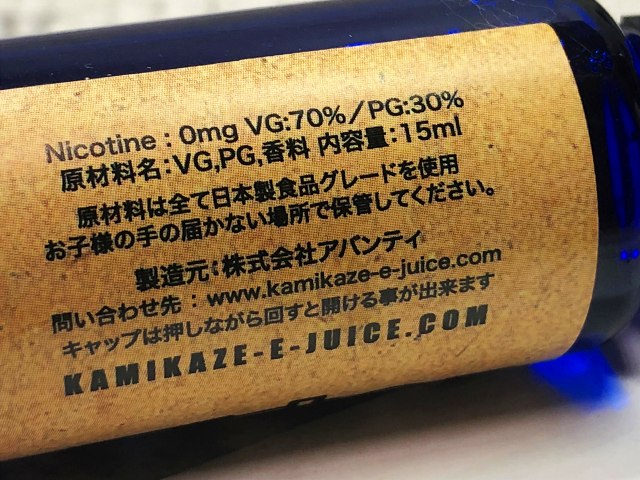 Nicotine : 0mg VG:70%／PG:30%
原材料名:VG,PG,香料 内容量:15ml
原材料は全て日本製食品グレードを使用
お子様の手の届かない場所で保管してください。
製造元:株式会社アバンティ
問い合わせ先 : www.kamikaze-e-juice.com
キャップは押しながら回すと開ける事が出来ます
KAMIKAZE-E-JUICE.COM